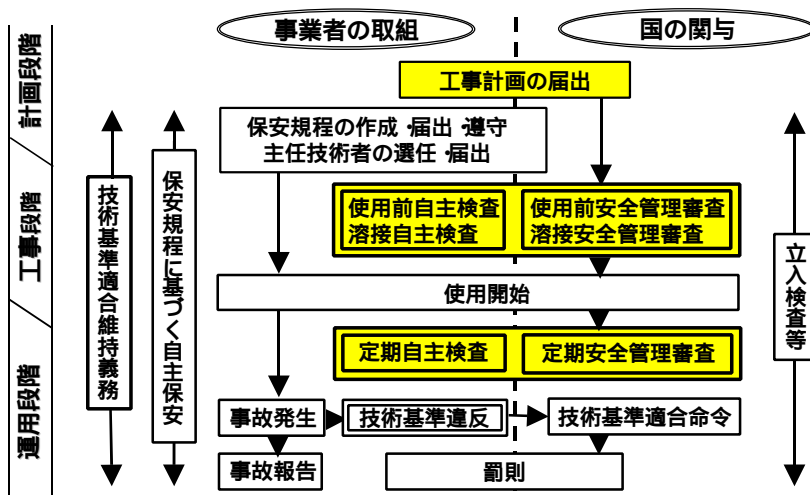 事業者の取組
国の関与
計画段階
工事段階
運用段階
技術基準適合維持義務
保安規程に基づく自主保安
工事計画の届出
保安規程の作成・届出・遵守
主任技術者の選任・届出
使用前自主検査
溶接自主検査
使用前安全管理審査
溶接安全管理審査
使用開始
定期自主検査
定期安全管理審査
事故発生
技術基準違反
技術基準適合命令
事故報告
罰則
立入検査等